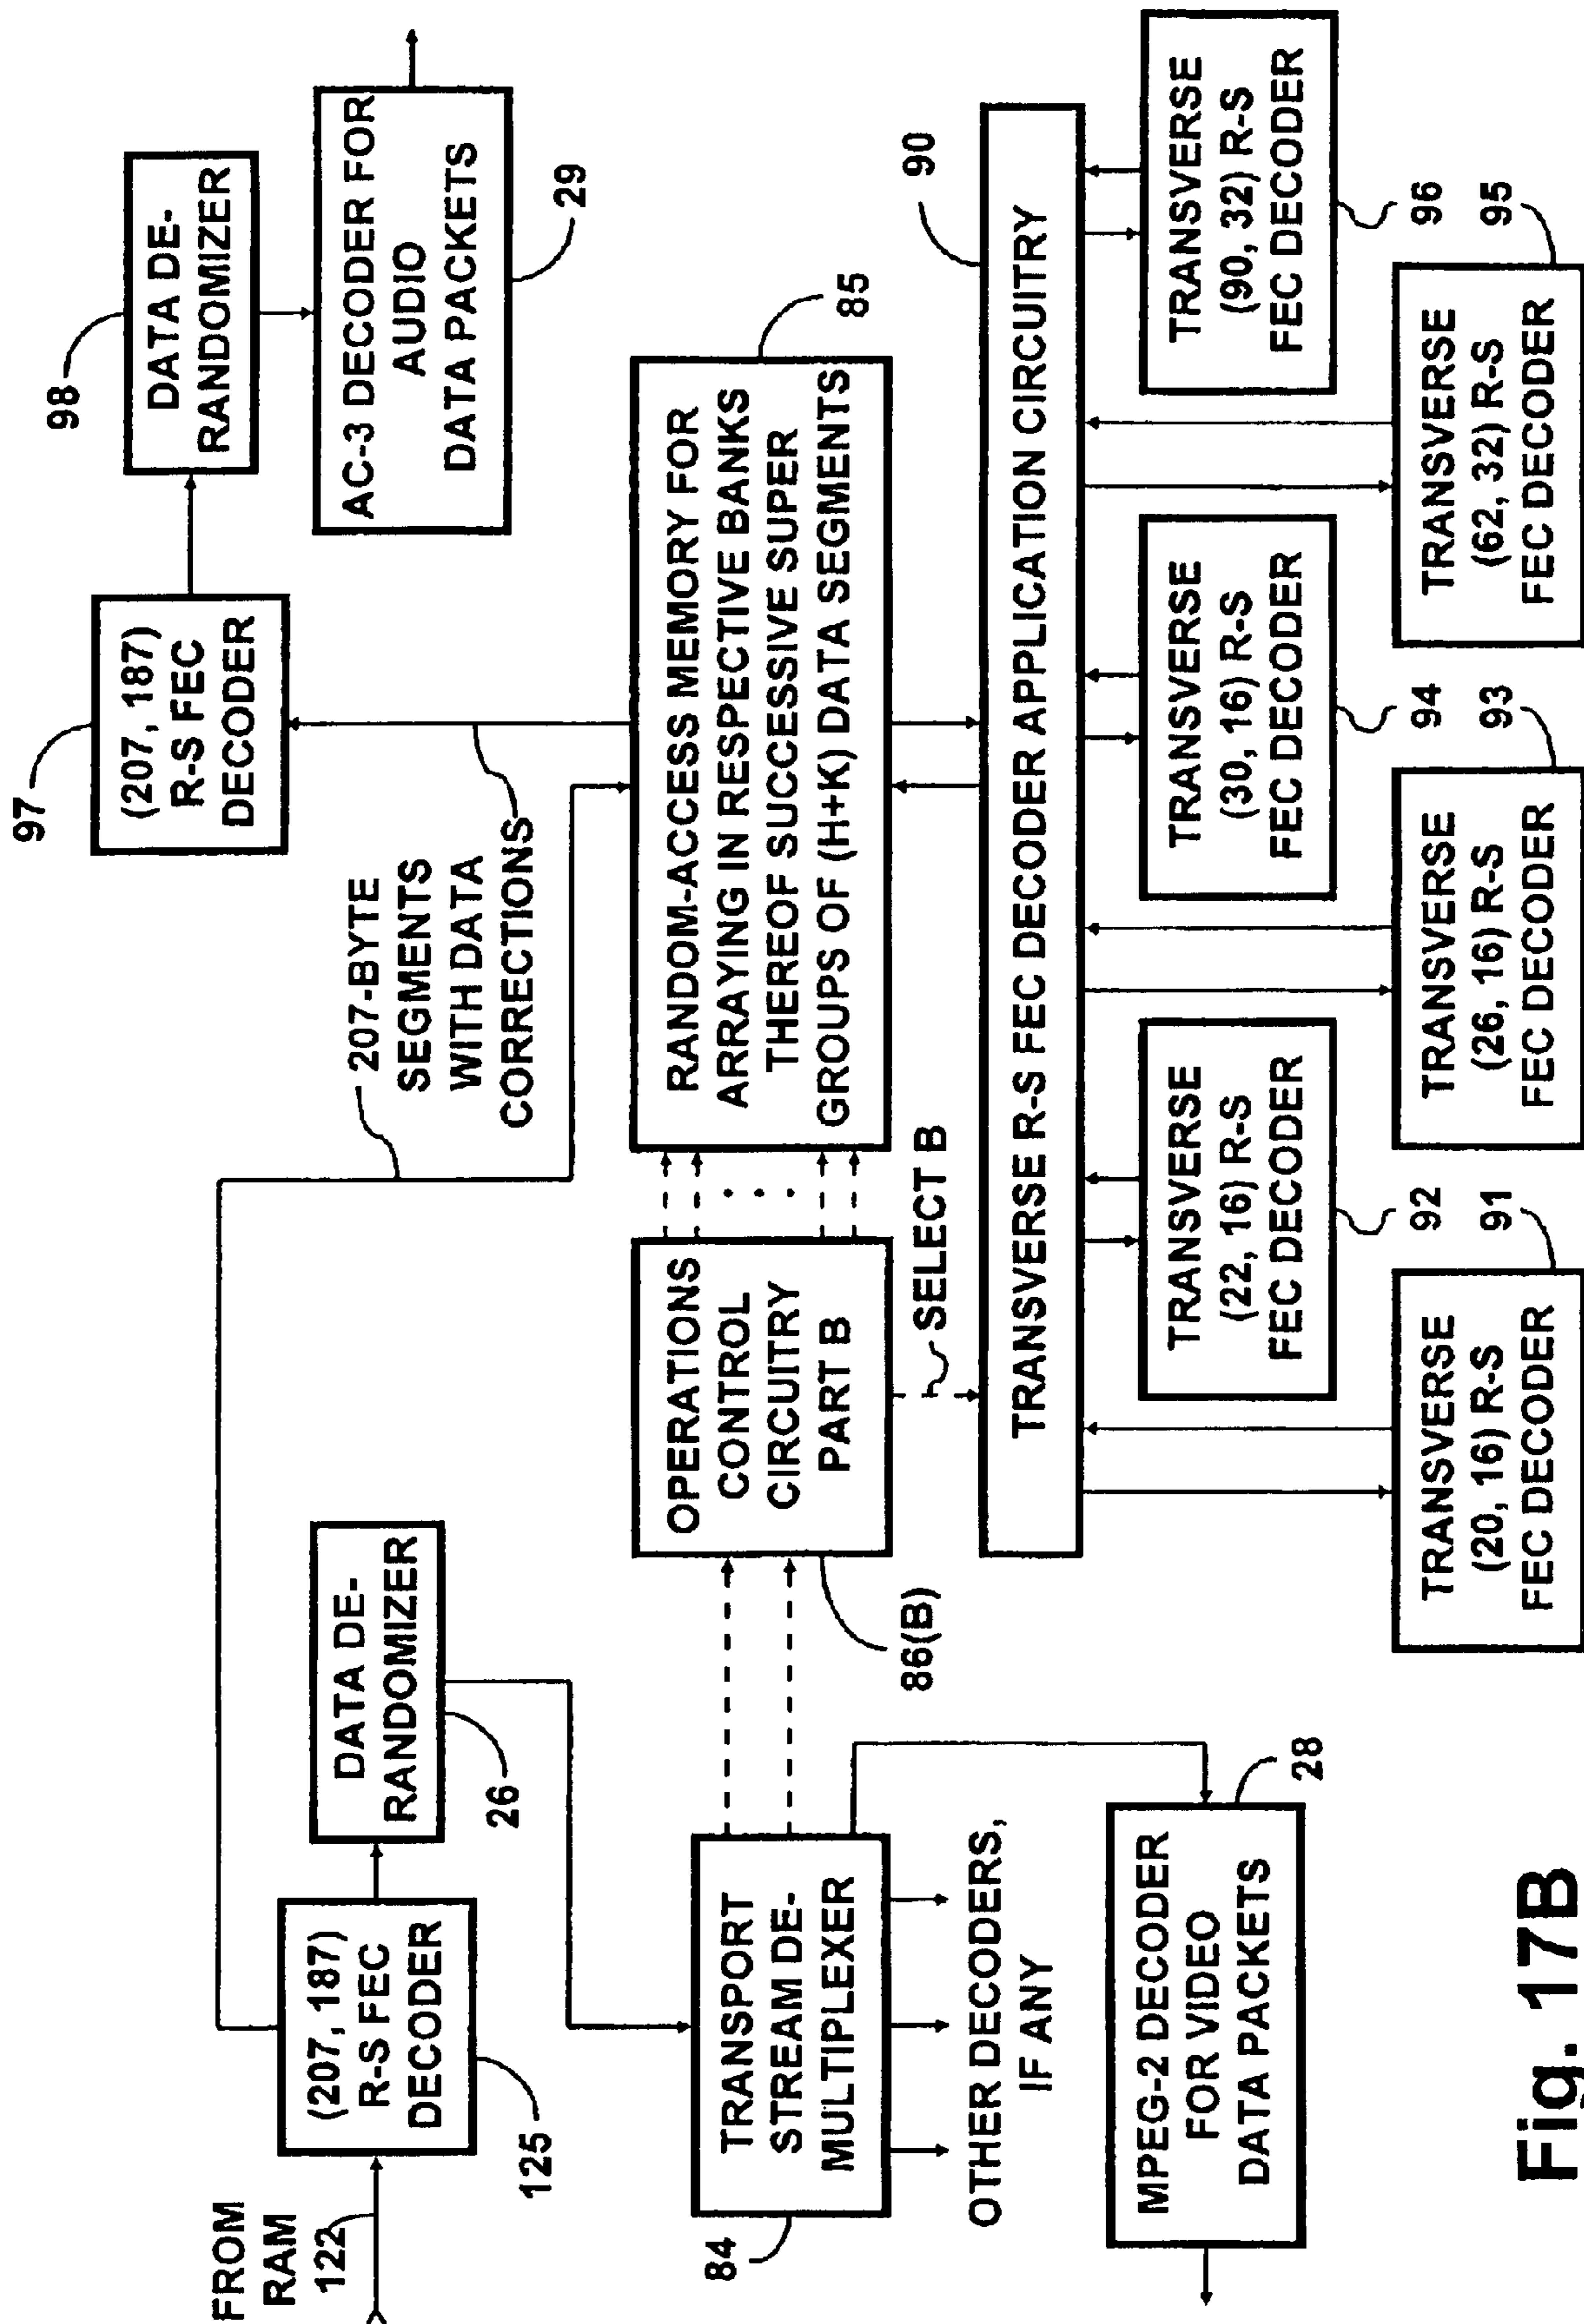 FROM
RAM
122
(207, 187)
R-S FEC
DECODER
125
DATA DE-
RANDOMIZER
26
TRANSPORT
STREAM DE-
MULTIPLEXER
84
OTHER DECODERS,
IF ANY
MPEG-2 DECODER
FOR VIDEO
DATA PACKETS
28
207-BYTE
SEGMENTS
WITH DATA
CORRECTIONS
(207, 187)
R-S FEC
DECODER
97
DATA DE-
RANDOMIZER
98
AC-3 DECODER FOR
AUDIO
DATA PACKETS
29
OPERATIONS
CONTROL
CIRCUITRY
PART B
86(B)
SELECT B
RANDOM-ACCESS MEMORY FOR
ARRAYING IN RESPECTIVE BANKS
THEREOF SUCCESSIVE SUPER
GROUPS OF (H+K) DATA SEGMENTS
85
TRANSVERSE R-S FEC DECODER APPLICATION CIRCUITRY
90
TRANSVERSE
(20, 16) R-S
FEC DECODER
91
TRANSVERSE
(22, 16) R-S
FEC DECODER
92
TRANSVERSE
(26, 16) R-S
FEC DECODER
93
TRANSVERSE
(30, 16) R-S
FEC DECODER
94
TRANSVERSE
(62, 32) R-S
FEC DECODER
95
TRANSVERSE
(90, 32) R-S
FEC DECODER
96
Fig. 17B